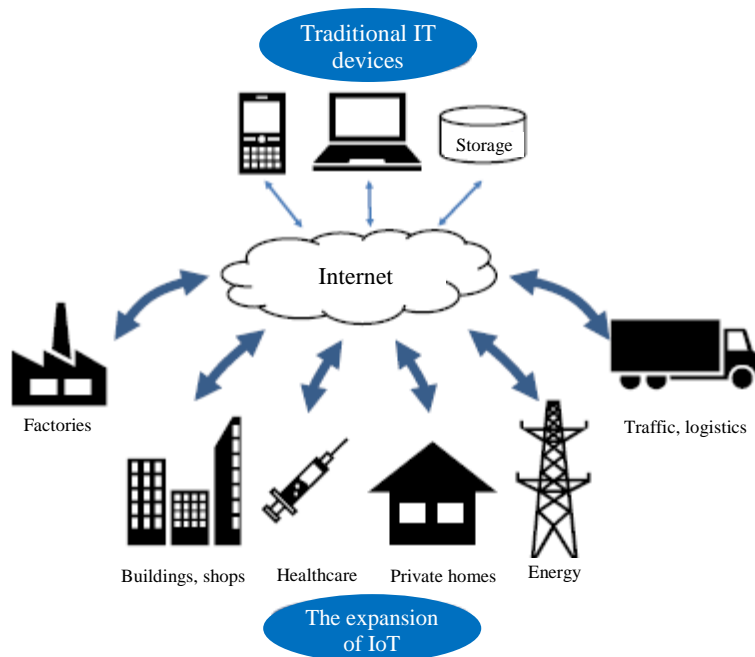 Traditional IT
devices
Storage
Internet
Factories
Traffic, logistics
Buildings, shops
Healthcare
Private homes
Energy
The expansion
of IoT